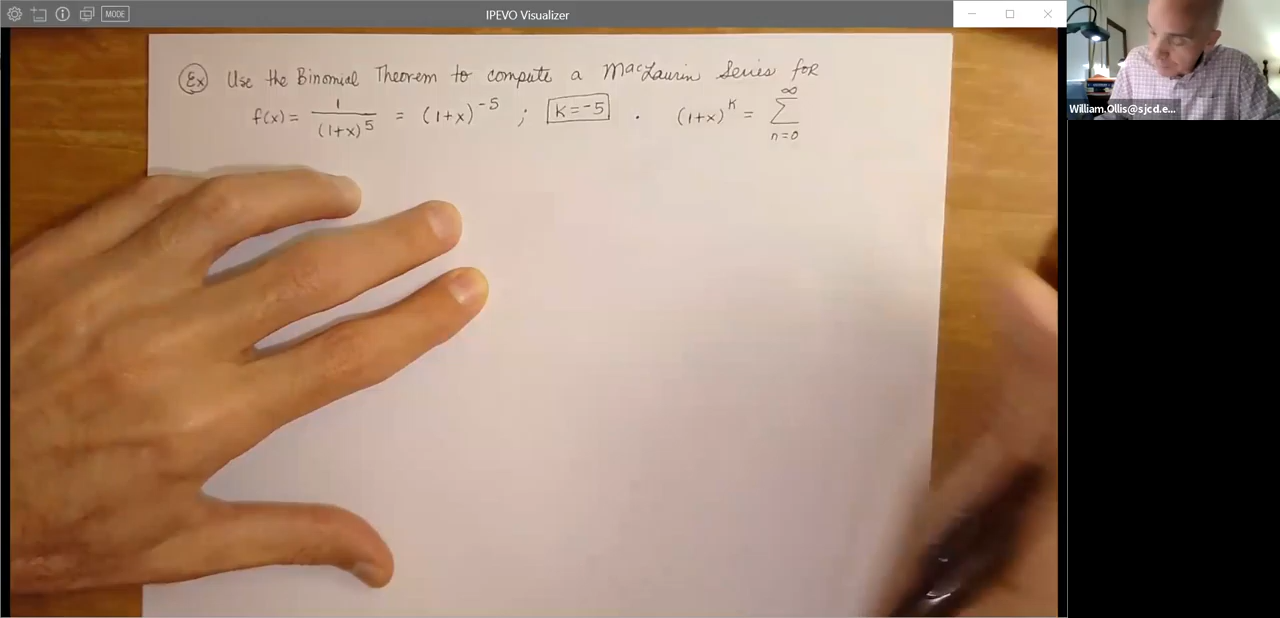 MODE
IPEVO Visualizer
William.Ollis@sjcd.e...
Ex Use the Binomial Theorem to compute a MacLaurin Series for
f(x) = 1/(1+x)^5 = (1+x)^-5 ; K = -5 . (1+x)^K = ∑_{n=0}^{∞}